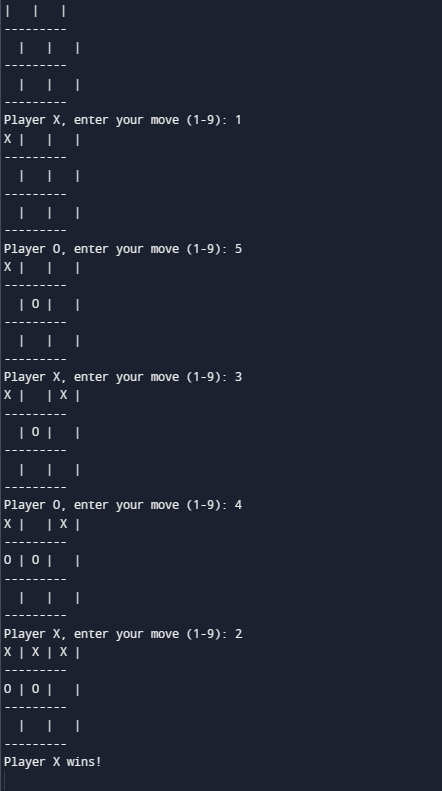 |   |   |
---------
  |   |   |
---------
  |   |   |
---------
Player X, enter your move (1-9): 1
X |   |   |
---------
  |   |   |
---------
  |   |   |
---------
Player O, enter your move (1-9): 5
X |   |   |
---------
  | O |   |
---------
  |   |   |
---------
Player X, enter your move (1-9): 3
X |   | X |
---------
  | O |   |
---------
  |   |   |
---------
Player O, enter your move (1-9): 4
X |   | X |
---------
O | O |   |
---------
  |   |   |
---------
Player X, enter your move (1-9): 2
X | X | X |
---------
O | O |   |
---------
  |   |   |
---------
Player X wins!